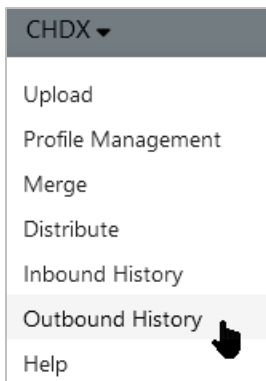 CHDX
Upload
Profile Management
Merge
Distribute
Inbound History
Outbound History
Help